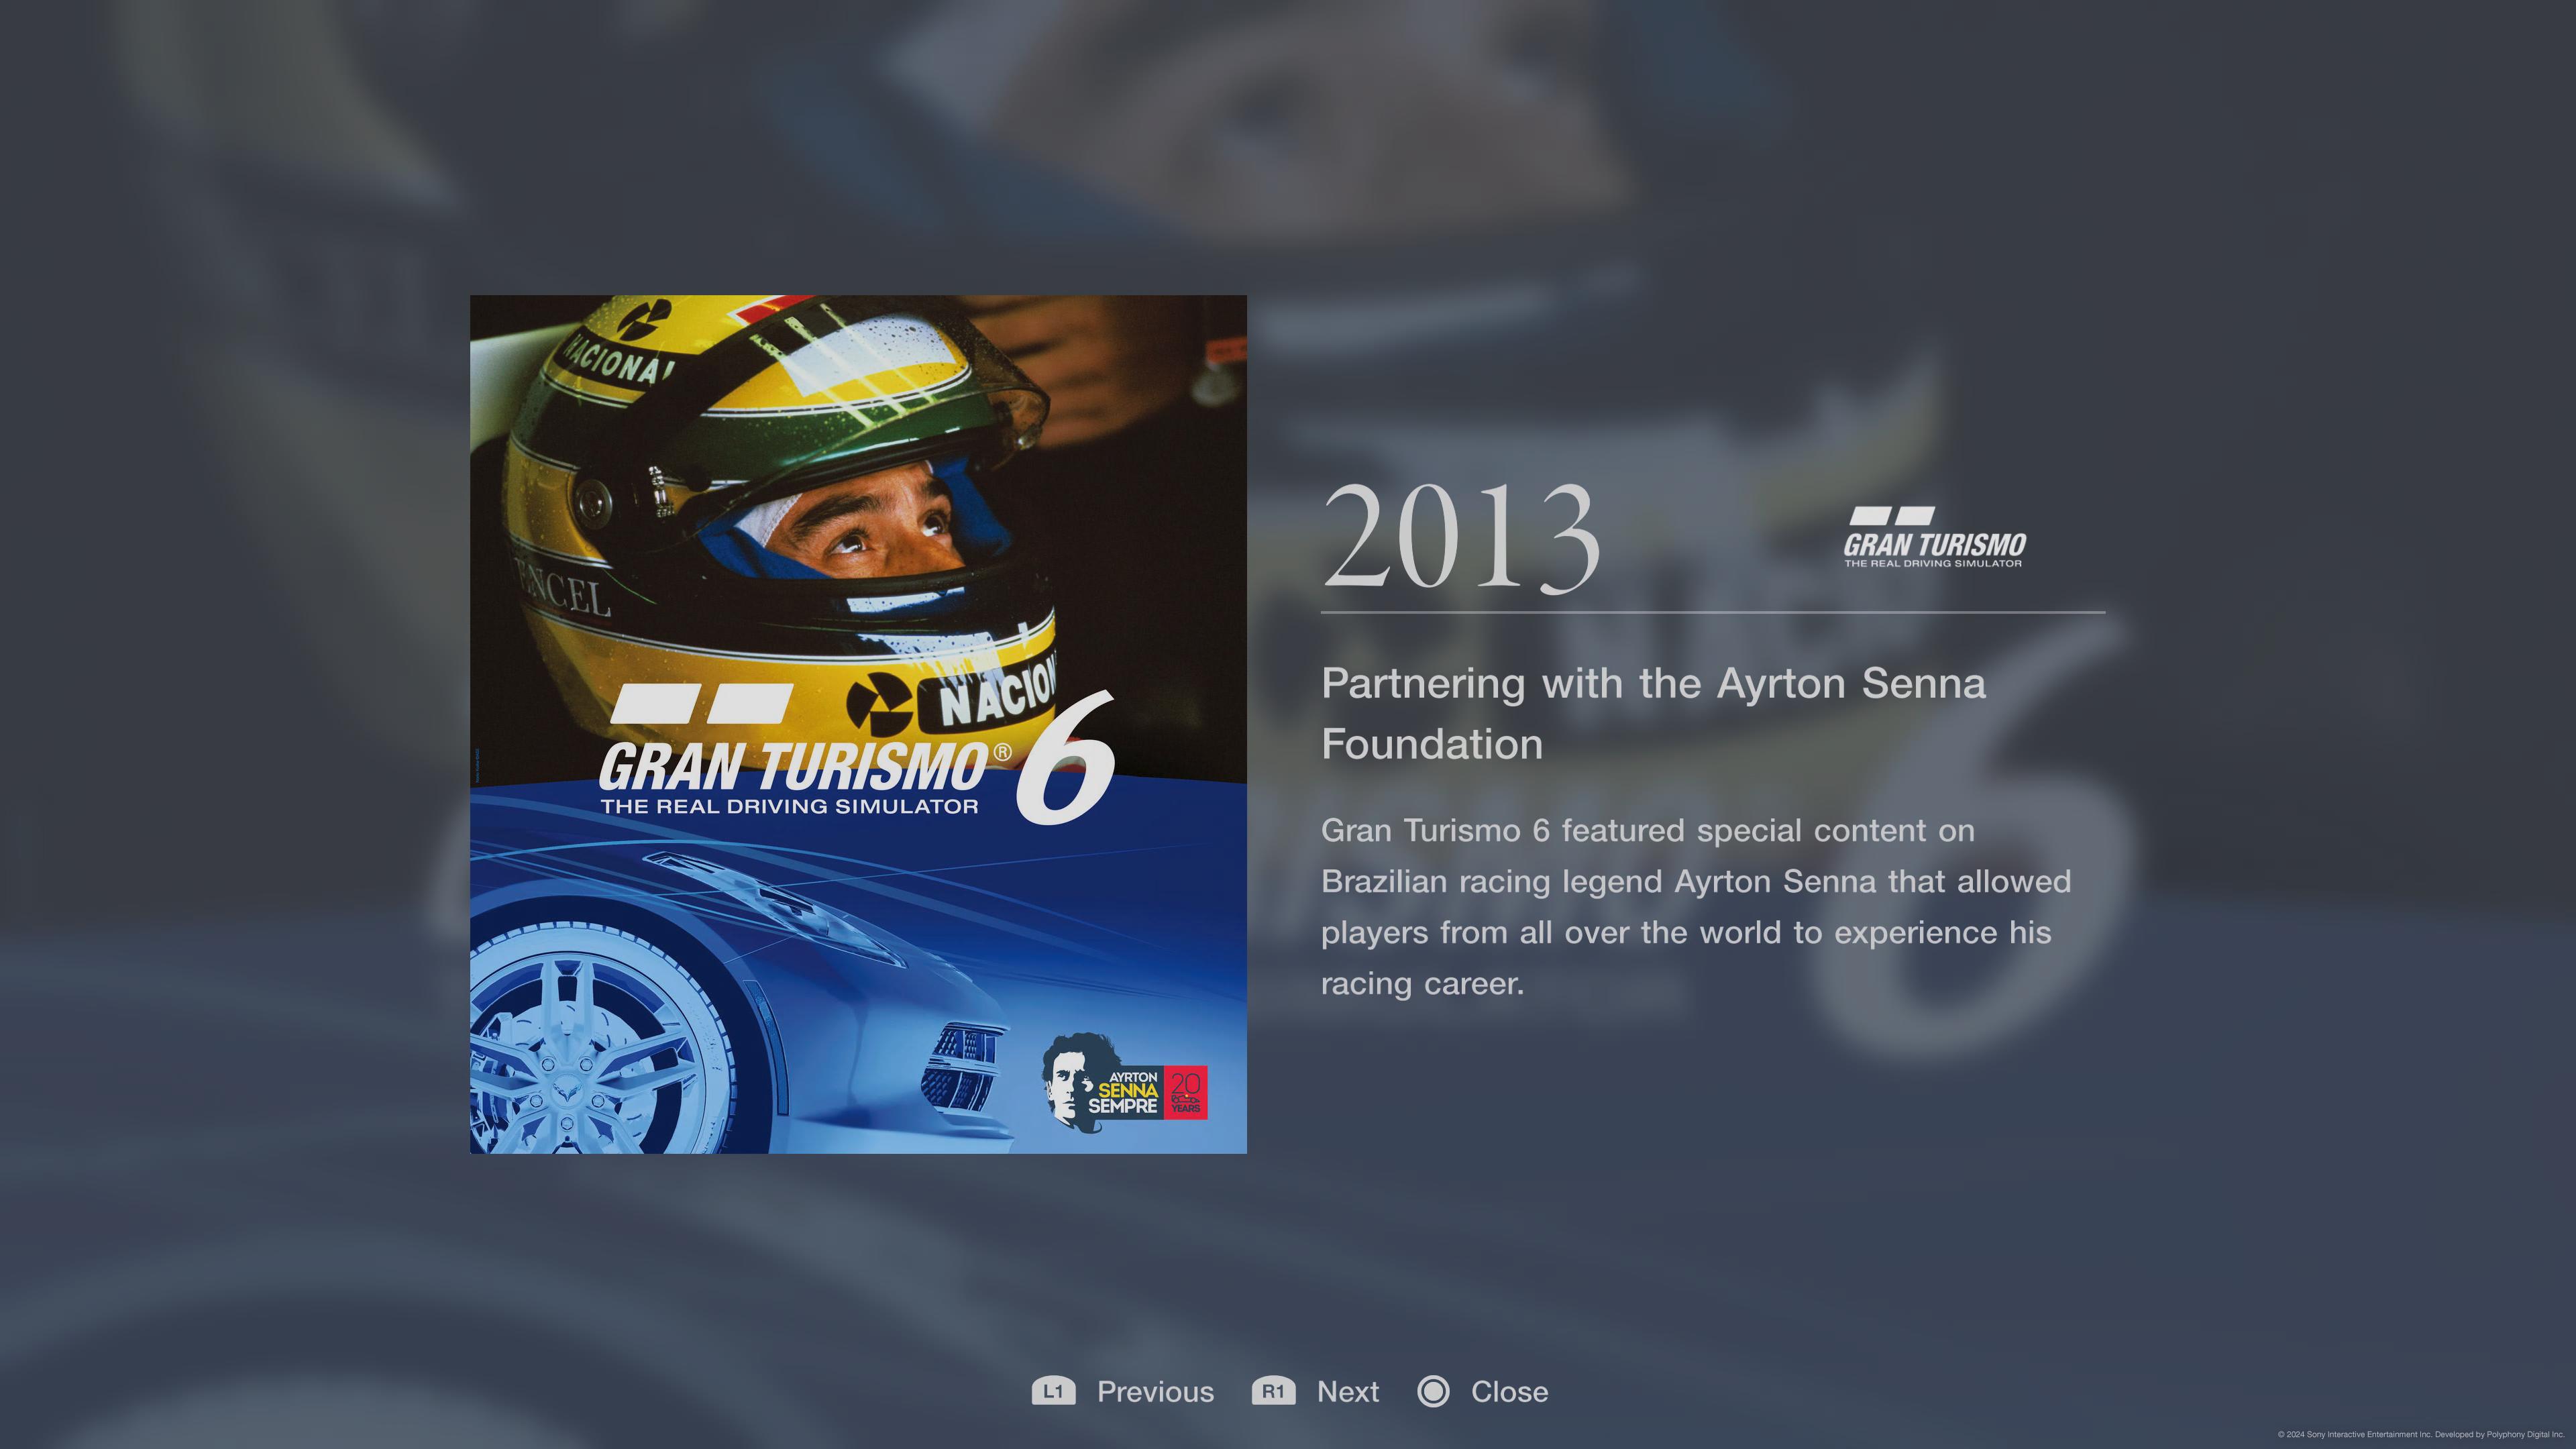 NACIONAL
ENCEL
NACION
GRAN TURISMO® 6
THE REAL DRIVING SIMULATOR
AYRTON
SENNA
SEMPRE
20
YEARS
2013
GRAN TURISMO
THE REAL DRIVING SIMULATOR
Partnering with the Ayrton Senna
Foundation
Gran Turismo 6 featured special content on
Brazilian racing legend Ayrton Senna that allowed
players from all over the world to experience his
racing career.
L1 Previous R1 Next Close
© 2024 Sony Interactive Entertainment Inc. Developed by Polyphony Digital Inc.